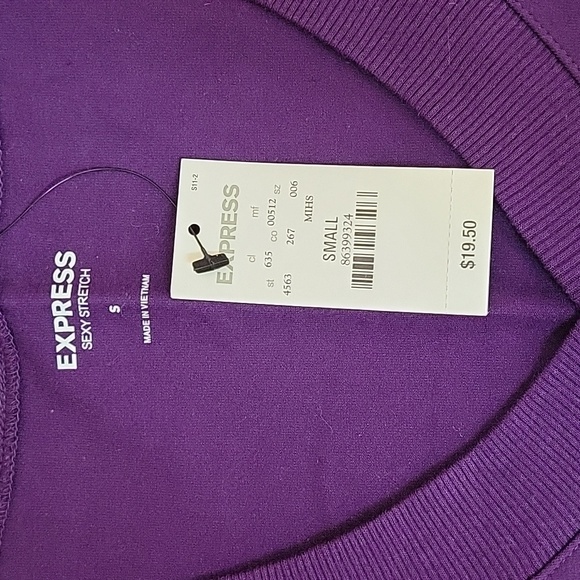 EXPRESS
SEXY STRETCH
S
MADE IN VIETNAM
S11-2
EXPRESS
cl mf
st 635 co 00512 sz
4563 267 006
MIHS
SMALL
86399324
$19.50